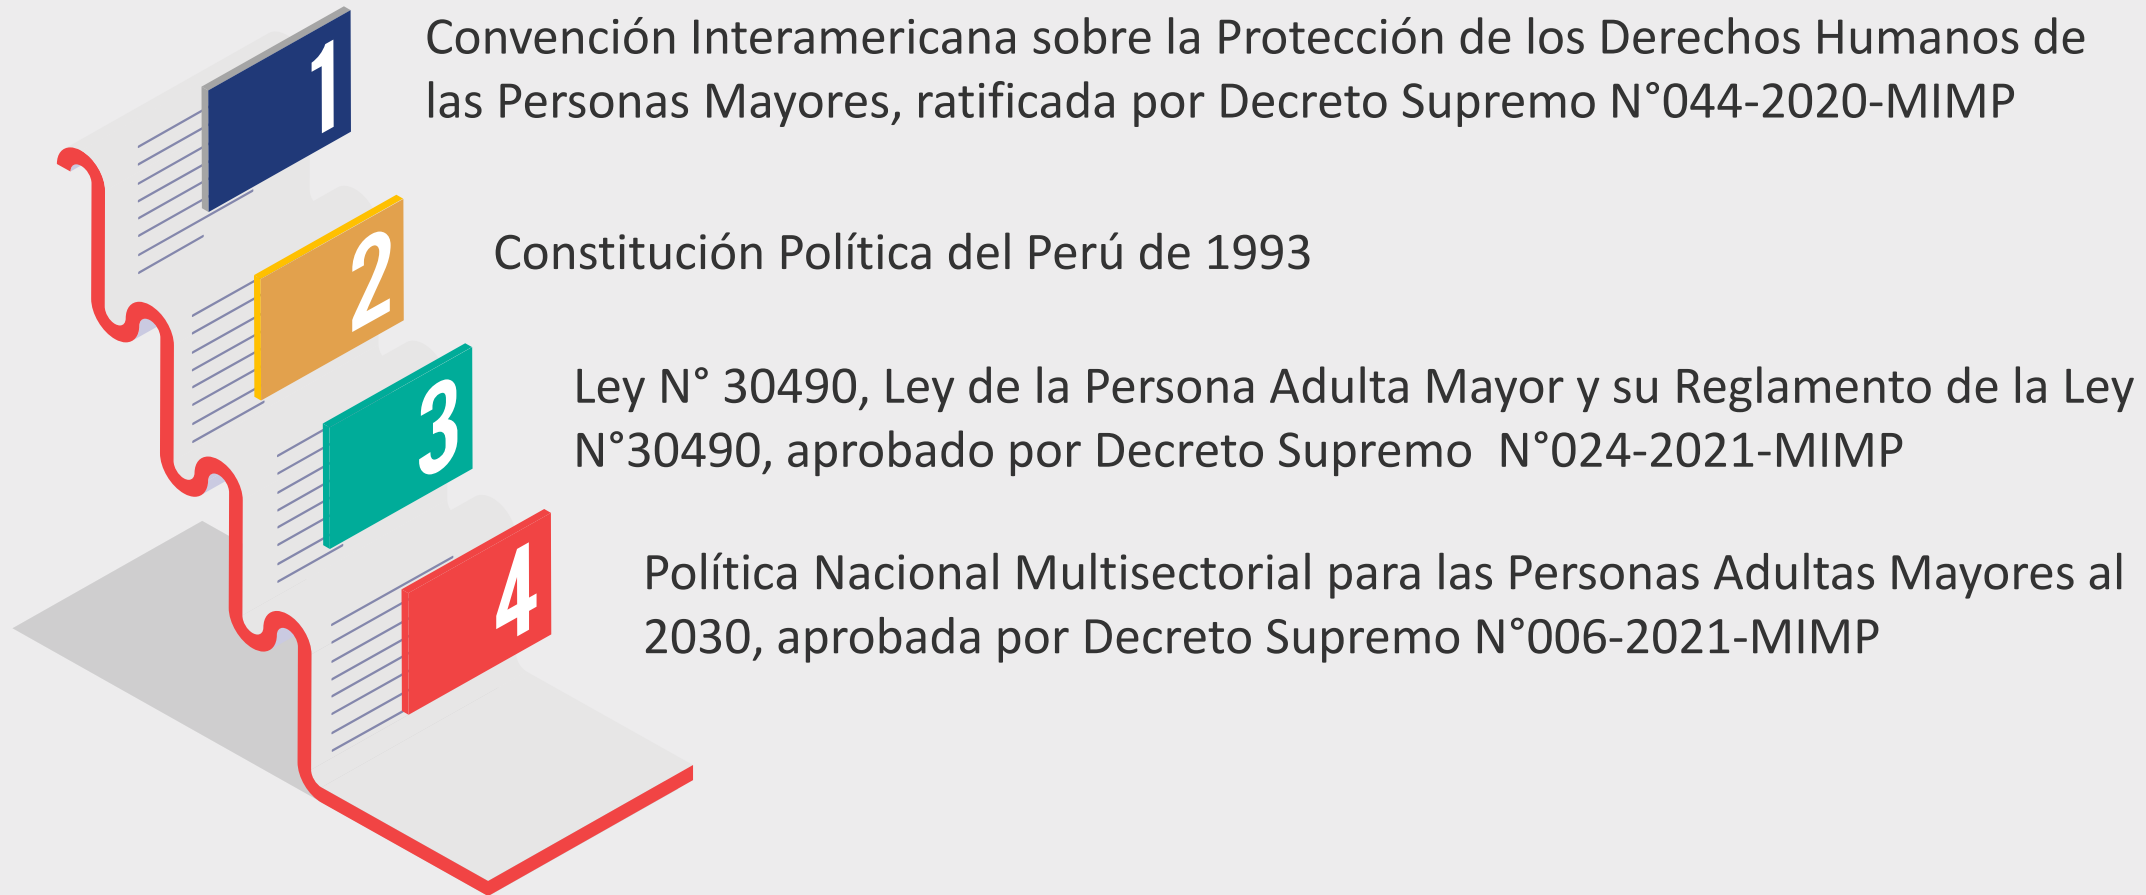 1
Convención Interamericana sobre la Protección de los Derechos Humanos de
las Personas Mayores, ratificada por Decreto Supremo N°044-2020-MIMP
2
Constitución Política del Perú de 1993
3
Ley N° 30490, Ley de la Persona Adulta Mayor y su Reglamento de la Ley
N°30490, aprobado por Decreto Supremo  N°024-2021-MIMP
4
Política Nacional Multisectorial para las Personas Adultas Mayores al
2030, aprobada por Decreto Supremo N°006-2021-MIMP